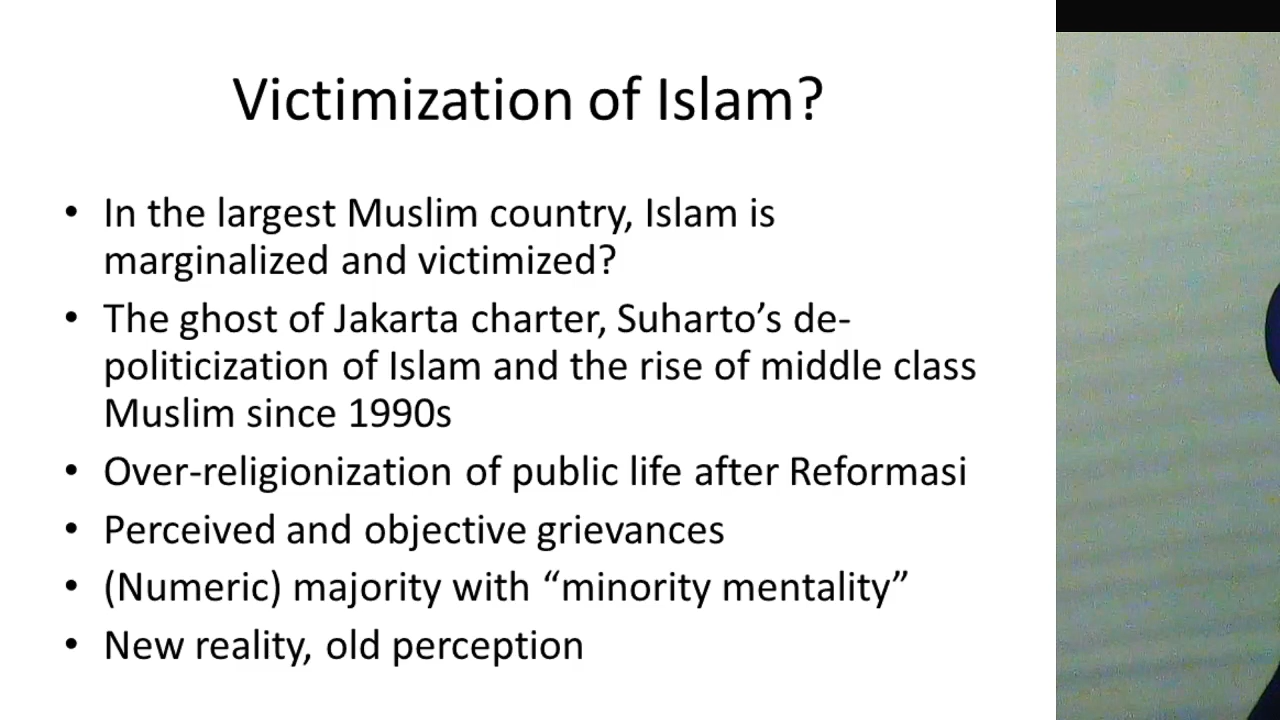 Victimization of Islam?
• In the largest Muslim country, Islam is
marginalized and victimized?
• The ghost of Jakarta charter, Suharto’s de-
politicization of Islam and the rise of middle class
Muslim since 1990s
• Over-religionization of public life after Reformasi
• Perceived and objective grievances
• (Numeric) majority with “minority mentality”
• New reality, old perception